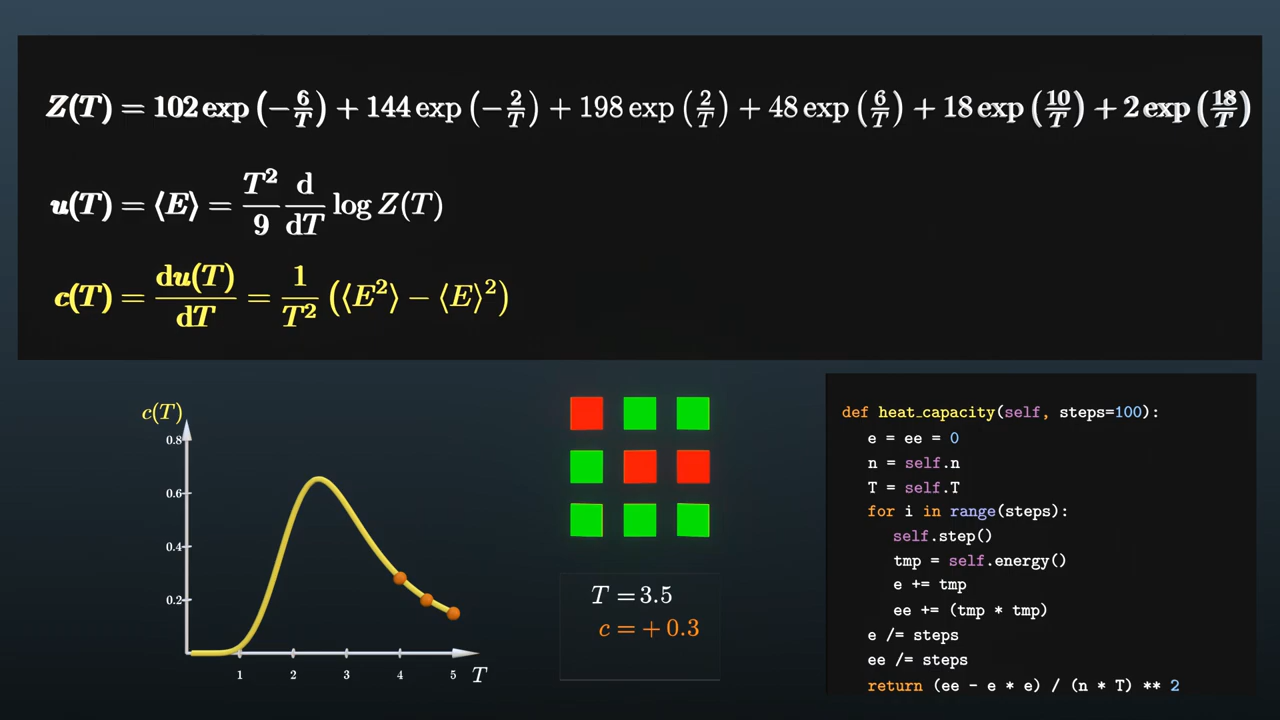 Z(T) = 102 exp (−6/T) + 144 exp (−2/T) + 198 exp (2/T) + 48 exp (6/T) + 18 exp (10/T) + 2 exp (18/T)
u(T) = ⟨E⟩ = T²/9 d/dT log Z(T)
c(T) = du(T)/dT = 1/T² (⟨E²⟩ − ⟨E⟩²)
c(T)
0.8
0.6
0.4
0.2
1 2 3 4 5 T
T = 3.5
c = + 0.3
def heat_capacity(self, steps=100):
e = ee = 0
n = self.n
T = self.T
for i in range(steps):
self.step()
tmp = self.energy()
e += tmp
ee += (tmp * tmp)
e /= steps
ee /= steps
return (ee - e * e) / (n * T) ** 2